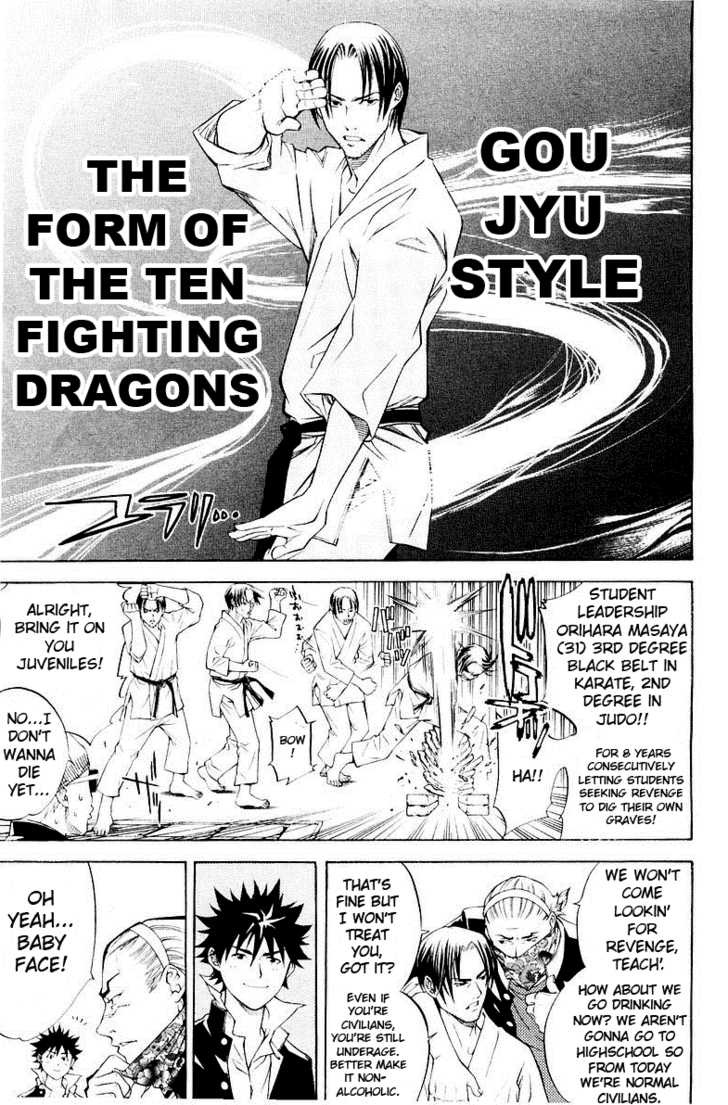 GOU
JYU
STYLE
THE
FORM OF
THE TEN
FIGHTING
DRAGONS
ユラリ...
STUDENT
LEADERSHIP
ORIHARA MASAYA
(31) 3RD DEGREE
BLACK BELT IN
KARATE, 2ND
DEGREE IN
JUDO!!
FOR 8 YEARS
CONSECUTIVELY
LETTING STUDENTS
SEEKING REVENGE
TO DIG THEIR OWN
GRAVES!
HA!!
BOW
!
ALRIGHT,
BRING IT ON
YOU
JUVENILES!
NO...I
DON'T
WANNA
DIE
YET...
WE WON'T
COME
LOOKIN'
FOR
REVENGE,
TEACH'.
HOW ABOUT WE
GO DRINKING
NOW? WE AREN'T
GONNA GO TO
HIGHSCHOOL SO
FROM TODAY
WE'RE NORMAL
CIVILIANS.
THAT'S
FINE BUT
I WON'T
TREAT
YOU,
GOT IT?
EVEN IF
YOU'RE
CIVILIANS,
YOU'RE STILL
UNDERAGE.
BETTER MAKE
IT NON-
ALCOHOLIC.
OH
YEAH...
BABY
FACE!